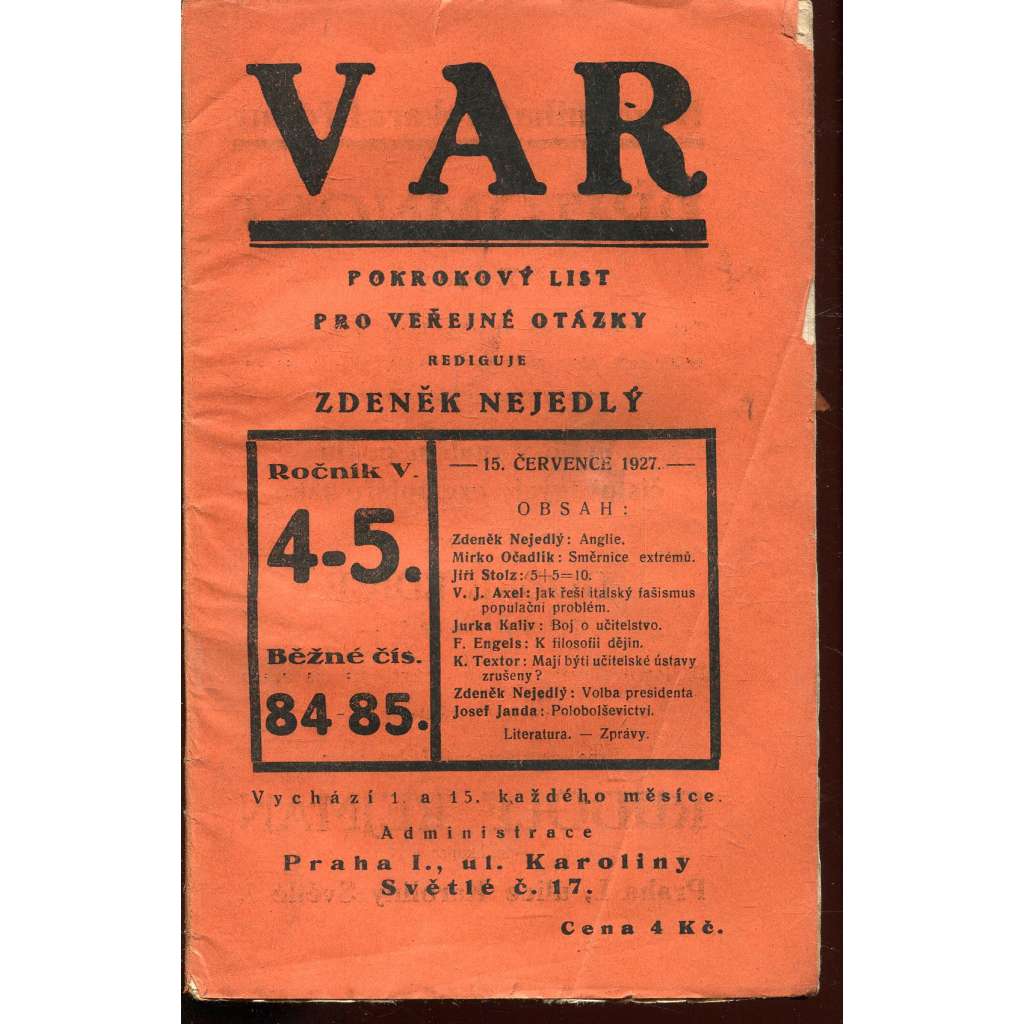 VAR
POKROKOVÝ LIST
PRO VEŘEJNÉ OTÁZKY
REDIGUJE
ZDENĚK NEJEDLÝ
Ročník V.
4-5.
Běžné čís.
84-85.
— 15. ČERVENCE 1927. —
OBSAH:
Zdeněk Nejedlý: Anglie.
Mirko Očadlík: Směrnice extrémů.
Jiří Stolz: 5+5=10.
V. J. Axel: Jak řeší italský fašismus
populační problém.
Jurka Kaliv: Boj o učitelstvo.
F. Engels: K filosofii dějin.
K. Textor: Mají býti učitelské ústavy
zrušeny?
Zdeněk Nejedlý: Volba presidenta
Josef Janda: Polobolševictví.
Literatura. — Zprávy.
Vychází 1. a 15. každého měsíce.
Administrace
Praha I., ul. Karoliny
Světlé č. 17.
Cena 4 Kč.